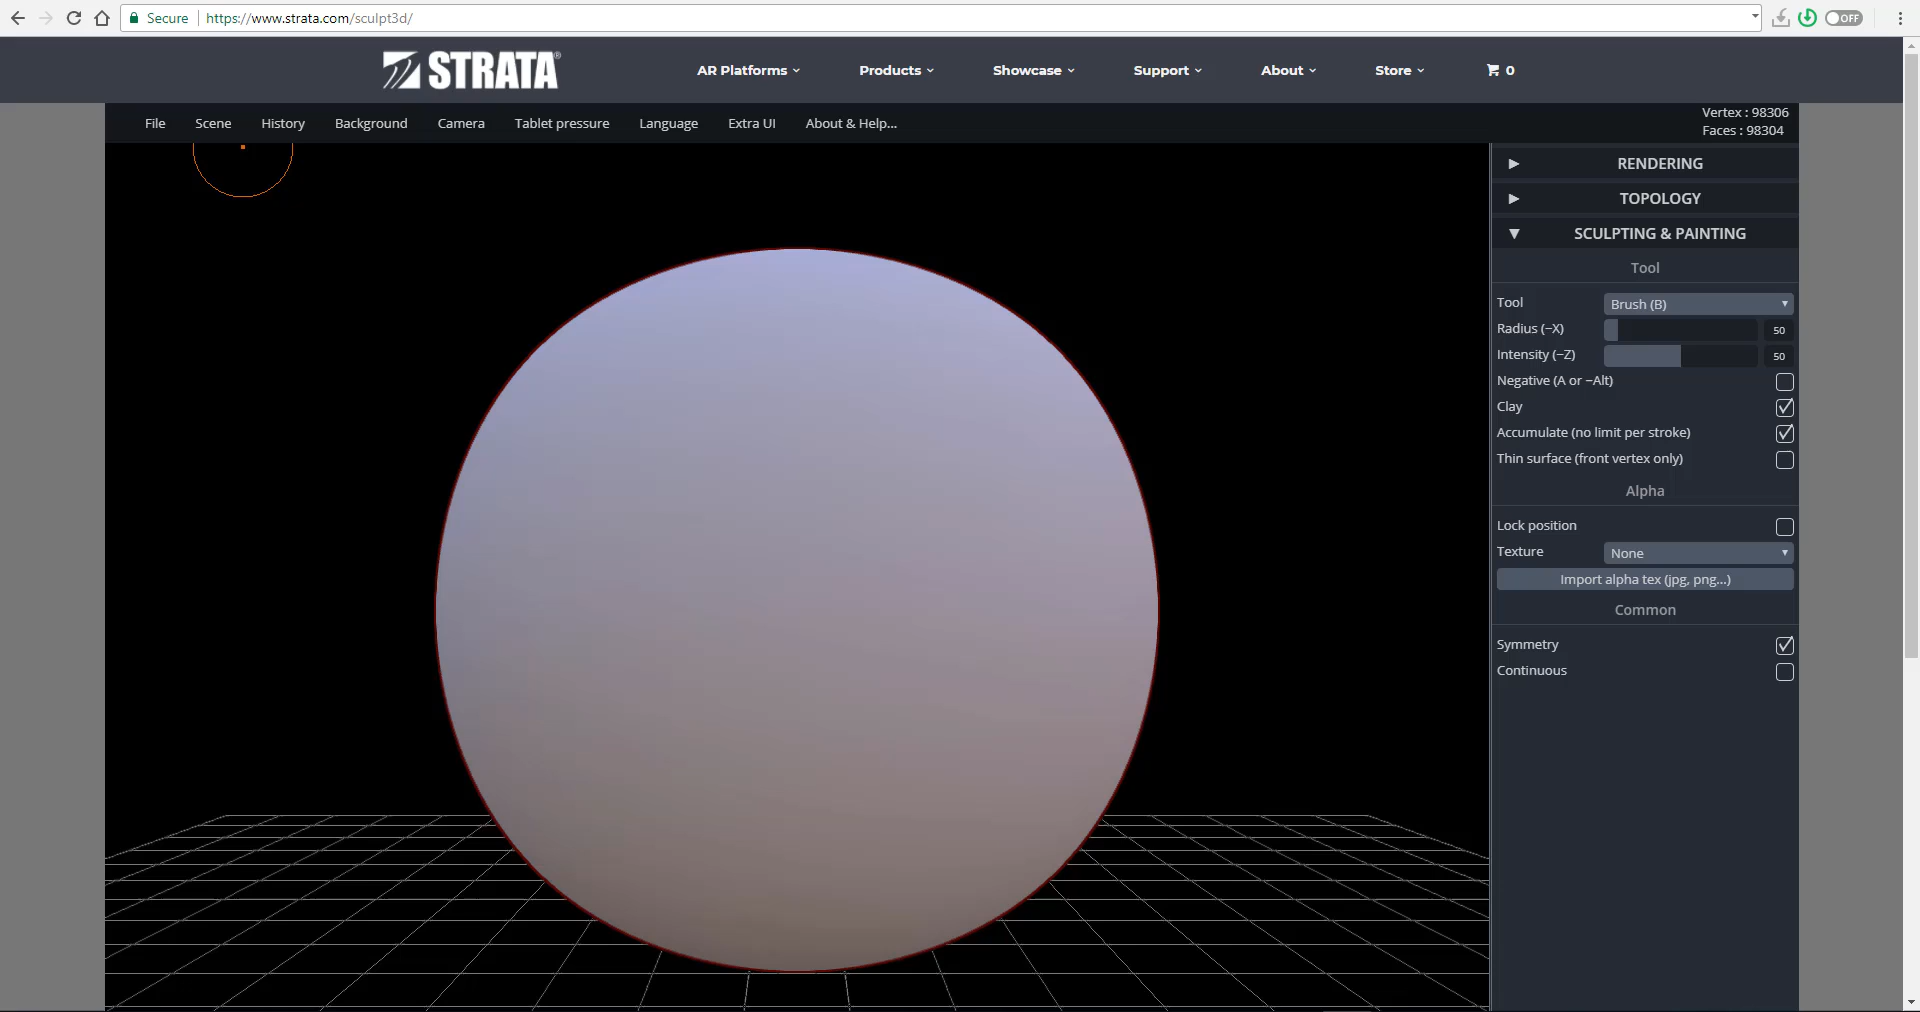 Secure | https://www.strata.com/sculpt3d/
OFF
STRATA®
AR Platforms
Products
Showcase
Support
About
Store
0
File
Scene
History
Background
Camera
Tablet pressure
Language
Extra UI
About & Help...
Vertex : 98306
Faces : 98304
RENDERING
TOPOLOGY
SCULPTING & PAINTING
Tool
Tool Brush (B)
Radius (−X) 50
Intensity (−Z) 50
Negative (A or −Alt)
Clay
Accumulate (no limit per stroke)
Thin surface (front vertex only)
Alpha
Lock position
Texture None
Import alpha tex (jpg, png...)
Common
Symmetry
Continuous